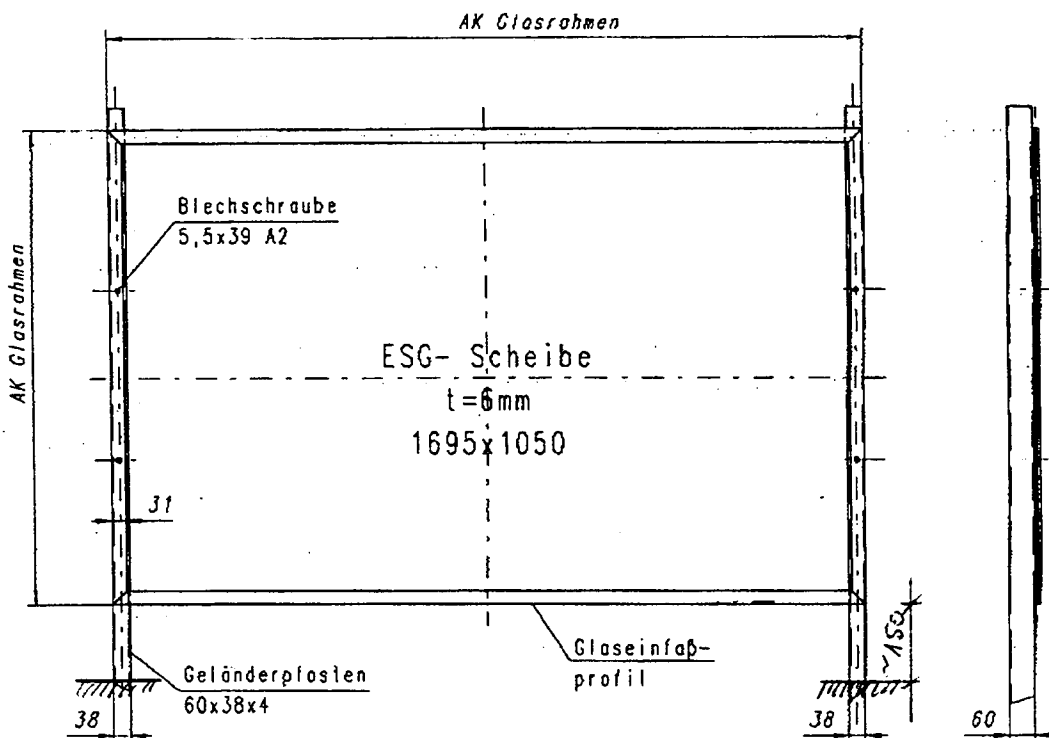 AK Glasrahmen
Blechschraube
5,5x39 A2
AK Glasrahmen
ESG- Scheibe
t=6mm
1695x1050
31
Glaseinfaß-
profil
~150
Geländerpfosten
60x38x4
38
38
60